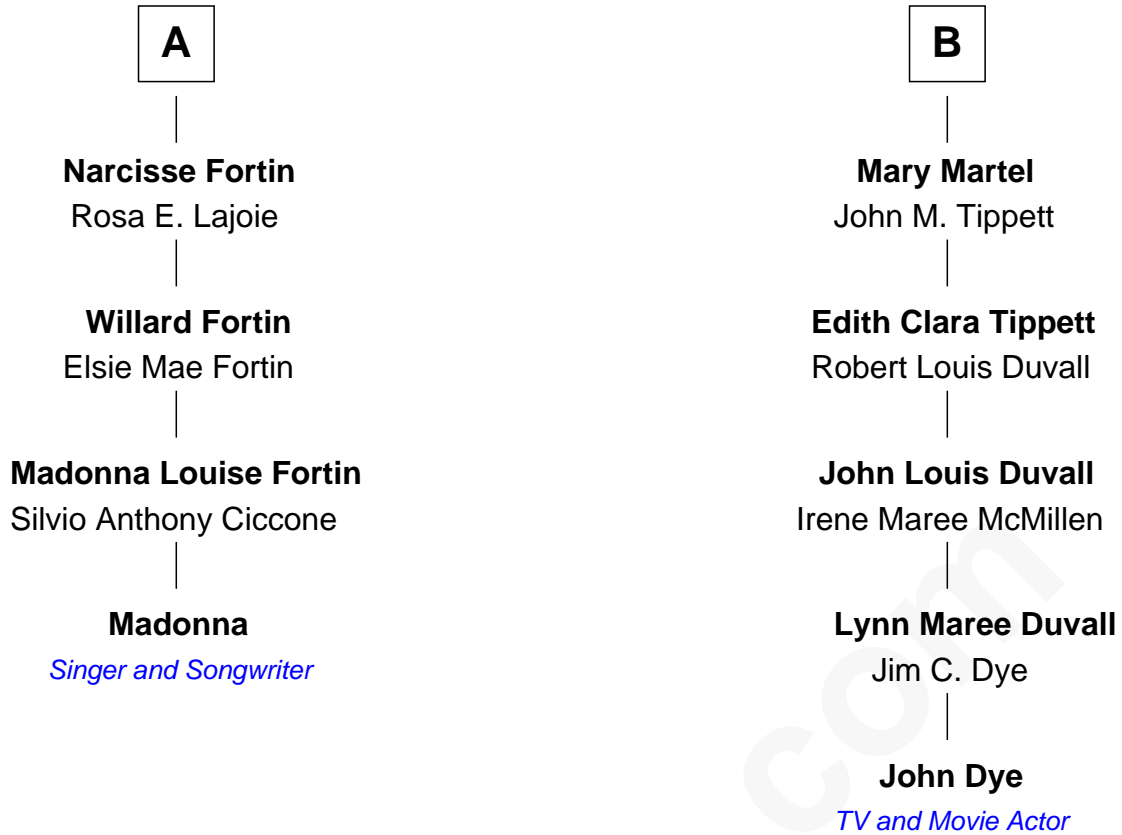 A
Narcisse Fortin
Rosa E. Lajoie
Willard Fortin
Elsie Mae Fortin
Madonna Louise Fortin
Silvio Anthony Ciccone
Madonna
Singer and Songwriter
B
Mary Martel
John M. Tippett
Edith Clara Tippett
Robert Louis Duvall
John Louis Duvall
Irene Maree McMillen
Lynn Maree Duvall
Jim C. Dye
John Dye
TV and Movie Actor
com